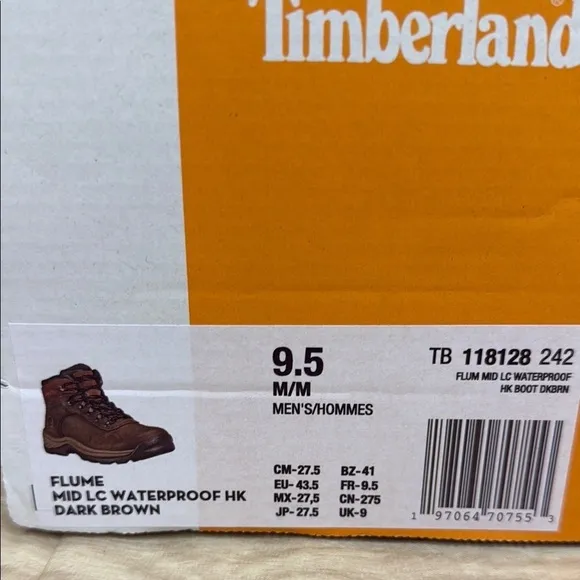 Timberland®
9.5
M/M
MEN'S/HOMMES
TB 118128 242
FLUM MID LC WATERPROOF
HK BOOT DKBRN
FLUME
MID LC WATERPROOF HK
DARK BROWN
CM-27.5 BZ-41
EU-43.5 FR-9.5
MX-27,5 CN-275
JP-27.5 UK-9
1 97064 70755 3